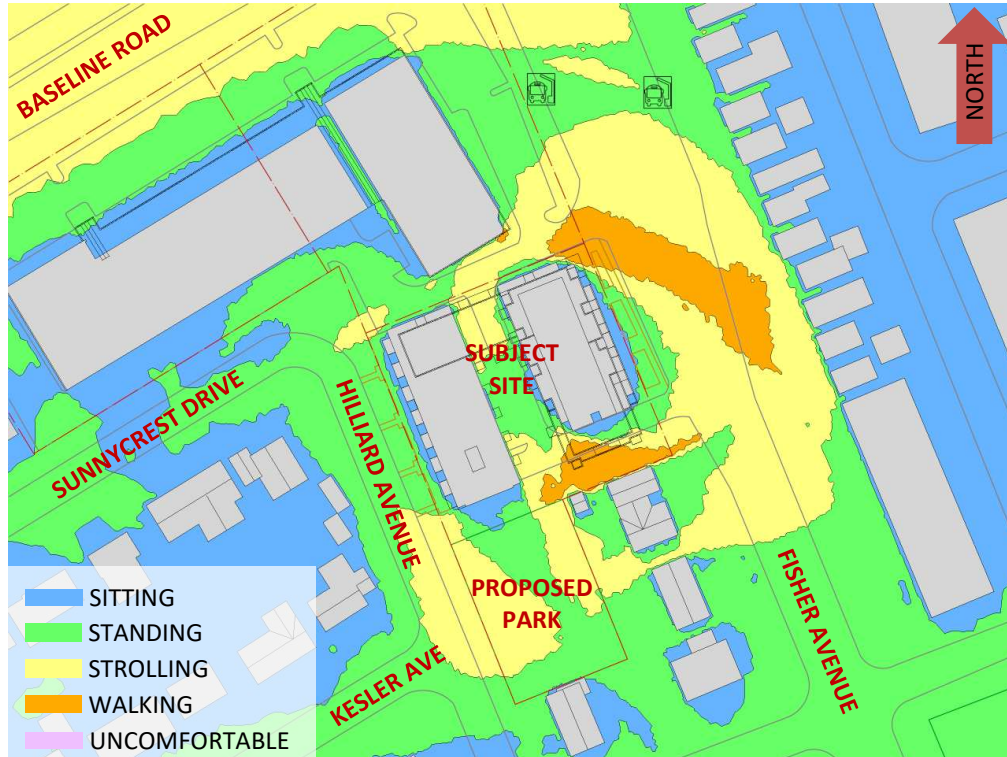 BASELINE ROAD
NORTH
SUBJECT
SITE
SUNNYCREST DRIVE
HILLIARD AVENUE
PROPOSED
PARK
FISHER AVENUE
KESLER AVE
SITTING
STANDING
STROLLING
WALKING
UNCOMFORTABLE